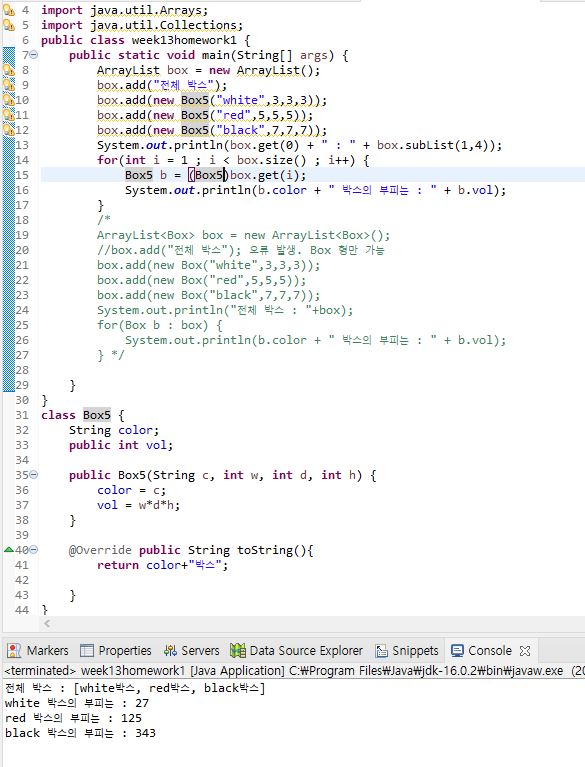 4 import java.util.Arrays;
5 import java.util.Collections;
6 public class week13homework1 {
7 public static void main(String[] args) {
8 ArrayList box = new ArrayList();
9 box.add("전체 박스");
10 box.add(new Box5("white",3,3,3));
11 box.add(new Box5("red",5,5,5));
12 box.add(new Box5("black",7,7,7));
13 System.out.println(box.get(0) + " : " + box.subList(1,4));
14 for(int i = 1 ; i < box.size() ; i++) {
15 Box5 b = (Box5)box.get(i);
16 System.out.println(b.color + " 박스의 부피는 : " + b.vol);
17 }
18 /*
19 ArrayList<Box> box = new ArrayList<Box>();
20 //box.add("전체 박스"); 오류 발생. Box 형만 가능
21 box.add(new Box("white",3,3,3));
22 box.add(new Box("red",5,5,5));
23 box.add(new Box("black",7,7,7));
24 System.out.println("전체 박스 : "+box);
25 for(Box b : box) {
26 System.out.println(b.color + " 박스의 부피는 : " + b.vol);
27 } */
28
29 }
30 }
31 class Box5 {
32 String color;
33 public int vol;
34
35 public Box5(String c, int w, int d, int h) {
36 color = c;
37 vol = w*d*h;
38 }
39
40 @Override public String toString(){
41 return color+"박스";
42
43 }
44 }
Markers Properties Servers Data Source Explorer Snippets Console
<terminated> week13homework1 [Java Application] C:₩Program Files₩Java₩jdk-16.0.2₩bin₩javaw.exe (20
전체 박스 : [white박스, red박스, black박스]
white 박스의 부피는 : 27
red 박스의 부피는 : 125
black 박스의 부피는 : 343